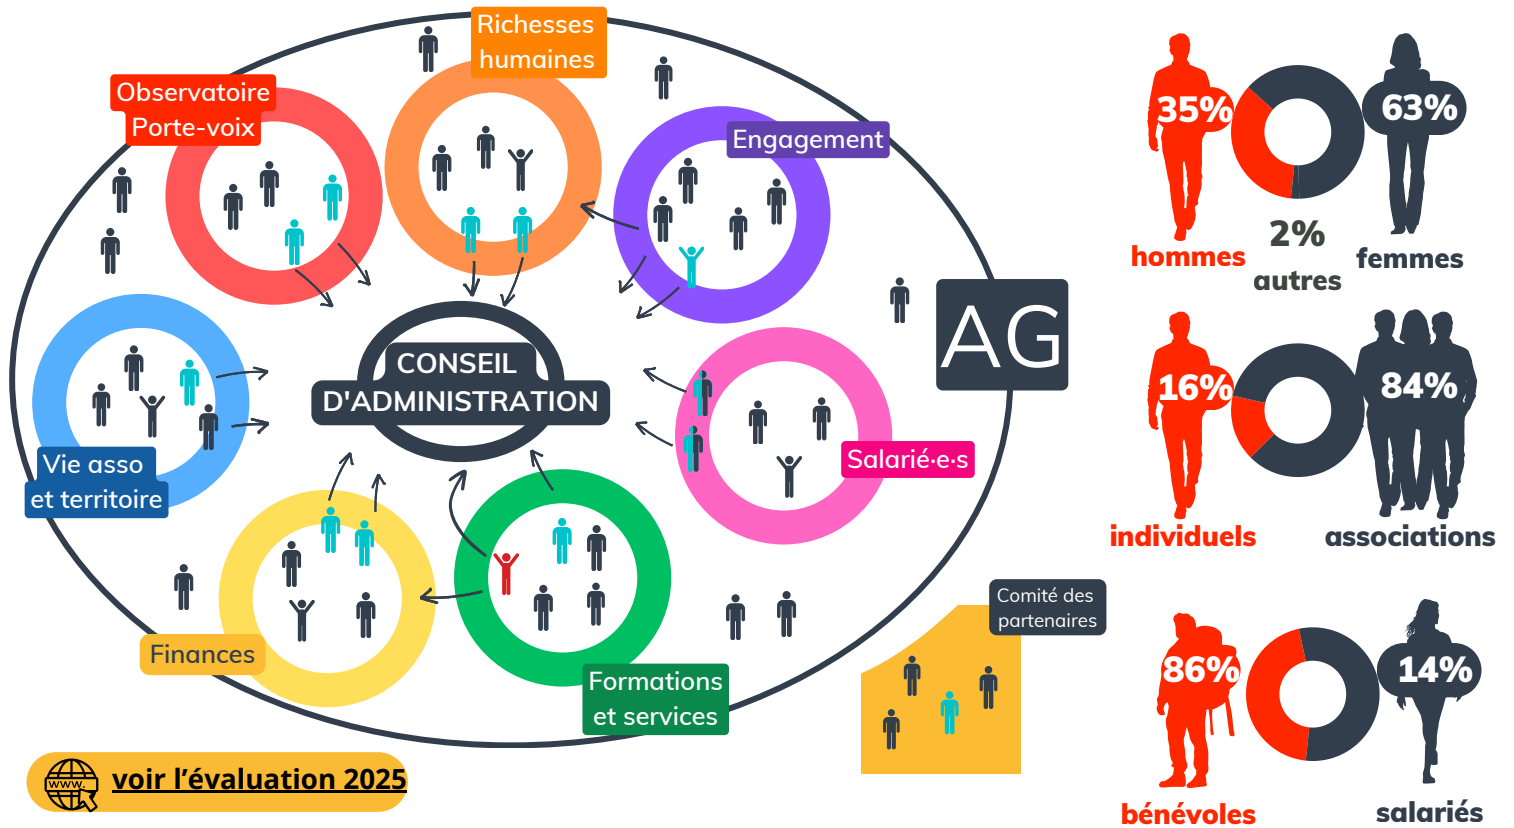 Richesses
humaines
Observatoire
Porte-voix
Engagement
AG
CONSEIL
D'ADMINISTRATION
Salarié·e·s
Vie asso
et territoire
Finances
Formations
et services
Comité des
partenaires
www.
voir l’évaluation 2025
35%
63%
2%
hommes
autres
femmes
16%
84%
individuels
associations
86%
14%
bénévoles
salariés